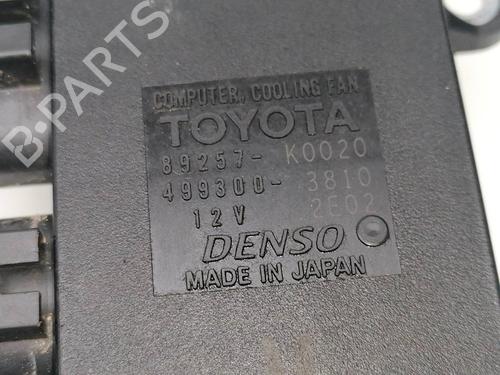 COMPUTER, COOLING FAN
TOYOTA
89257-K0020
499300-3810
12V 2E02
DENSO
MADE IN JAPAN
B-PARTS